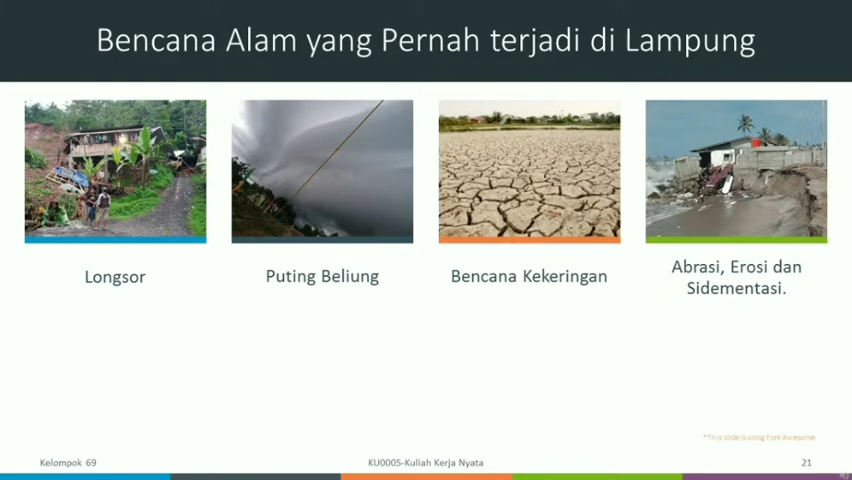 Bencana Alam yang Pernah terjadi di Lampung
Longsor
Puting Beliung
Bencana Kekeringan
Abrasi, Erosi dan
Sidementasi.
*This slide is using Font Awesome
Kelompok 69
KU0005-Kuliah Kerja Nyata
21